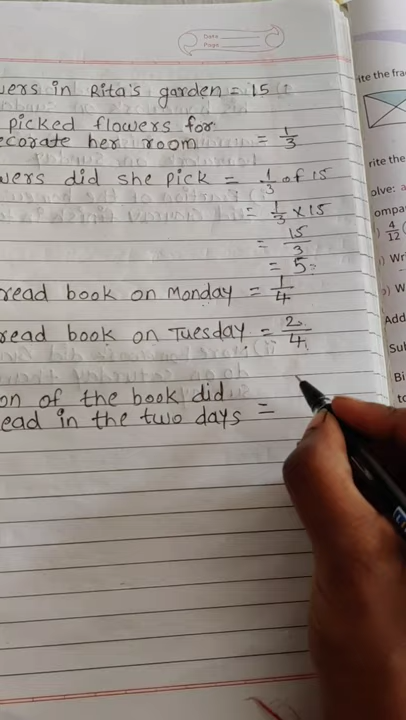 Date
Page
wers in Rita's garden = 15
picked flowers for
ecorate her room = 1/3
wers did she pick = 1/3 of 15
= 1/3 × 15
= 15/3
= 5
read book on Monday = 1/4
read book on Tuesday = 2/4
on of the book did
ead in the two days =
ite the fra
rite the
olve: a
ompa
4/12
) Wri
) W
Add
Sul
Bi
to